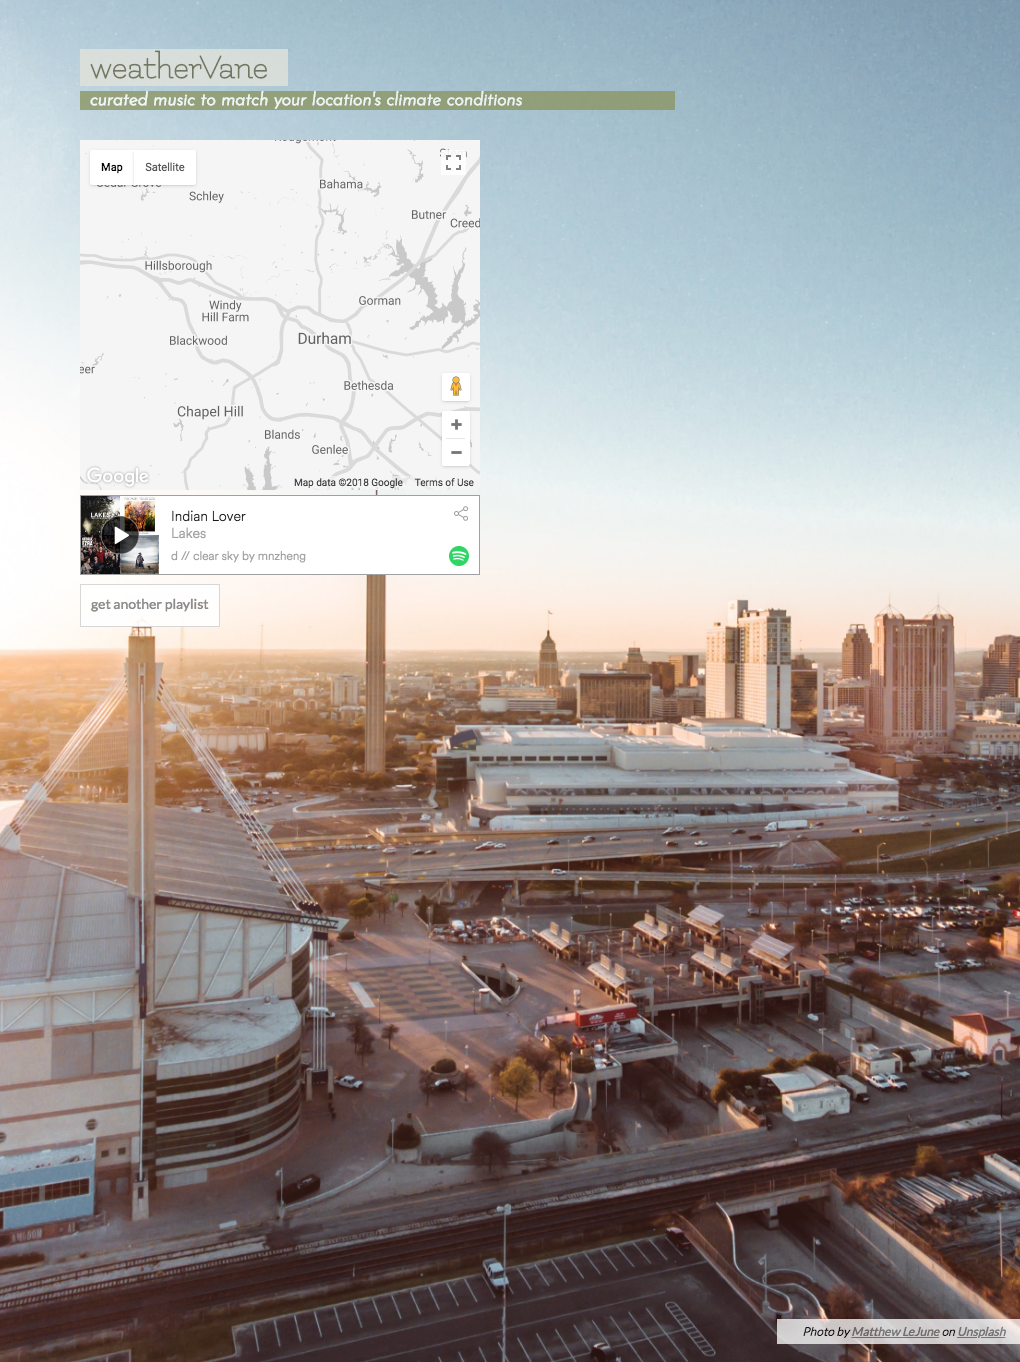 weatherVane
curated music to match your location's climate conditions
Map
Satellite
Schley
Bahama
Butner
Creed
Hillsborough
Gorman
Windy
Hill Farm
Durham
Blackwood
eer
Bethesda
Chapel Hill
Blands
Genlee
Google
Map data ©2018 Google
Terms of Use
LAKES
Indian Lover
Lakes
d // clear sky by mnzheng
get another playlist
Photo by Matthew LeJune on Unsplash